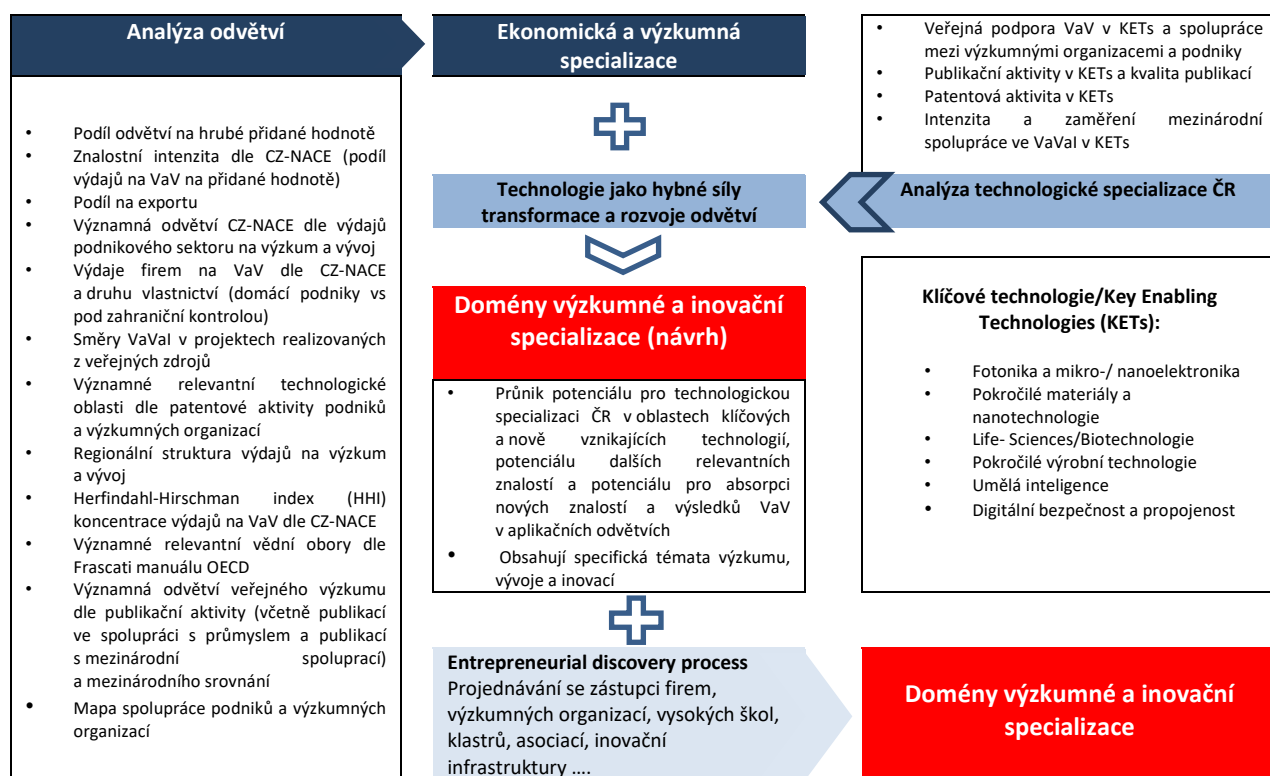 Analýza odvětví
• Podíl odvětví na hrubé přidané hodnotě
• Znalostní intenzita dle CZ-NACE (podíl
výdajů na VaV na přidané hodnotě)
• Podíl na exportu
• Významná odvětví CZ-NACE dle výdajů
podnikového sektoru na výzkum a vývoj
• Výdaje firem na VaV dle CZ-NACE
a druhu vlastnictví (domácí podniky vs
pod zahraniční kontrolou)
• Směry VaVaI v projektech realizovaných
z veřejných zdrojů
• Významné relevantní technologické
oblasti dle patentové aktivity podniků
a výzkumných organizací
• Regionální struktura výdajů na výzkum
a vývoj
• Herfindahl-Hirschman index (HHI)
koncentrace výdajů na VaV dle CZ-NACE
• Významné relevantní vědní obory dle
Frascati manuálu OECD
• Významná odvětví veřejného výzkumu
dle publikační aktivity (včetně publikací
ve spolupráci s průmyslem a publikací
s mezinárodní spoluprací)
a mezinárodního srovnání
• Mapa spolupráce podniků a výzkumných
organizací
Ekonomická a výzkumná
specializace
Technologie jako hybné síly
transformace a rozvoje odvětví
Domény výzkumné a inovační
specializace (návrh)
• Průnik potenciálu pro technologickou
specializaci ČR v oblastech klíčových
a nově vznikajících technologií,
potenciálu dalších relevantních
znalostí a potenciálu pro absorpci
nových znalostí a výsledků VaV
v aplikačních odvětvích
• Obsahují specifická témata výzkumu,
vývoje a inovací
Entrepreneurial discovery process
Projednávání se zástupci firem,
výzkumných organizací, vysokých škol,
klastrů, asociací, inovační
infrastruktury ....
• Veřejná podpora VaV v KETs a spolupráce
mezi výzkumnými organizacemi a podniky
• Publikační aktivity v KETs a kvalita publikací
• Patentová aktivita v KETs
• Intenzita a zaměření mezinárodní
spolupráce ve VaVaI v KETs
Analýza technologické specializace ČR
Klíčové technologie/Key Enabling
Technologies (KETs):
• Fotonika a mikro-/ nanoelektronika
• Pokročilé materiály a
nanotechnologie
• Life- Sciences/Biotechnologie
• Pokročilé výrobní technologie
• Umělá inteligence
• Digitální bezpečnost a propojenost
Domény výzkumné a inovační
specializace